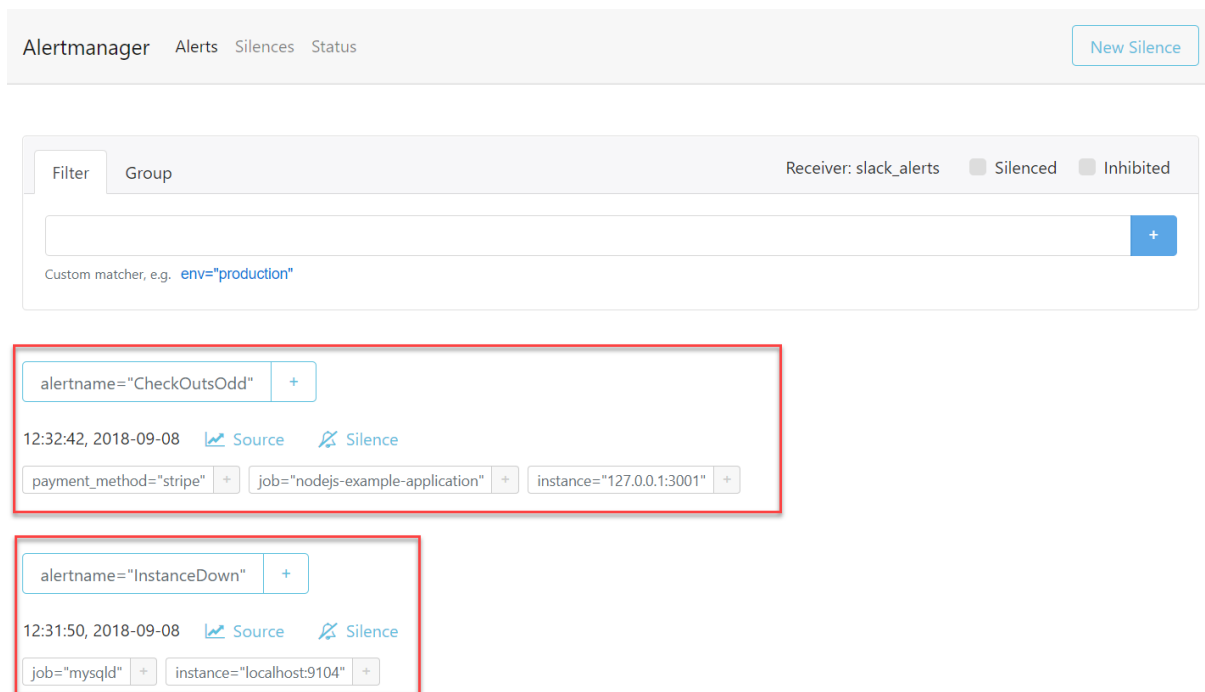 Alertmanager Alerts Silences Status New Silence
Filter Group Receiver: slack_alerts Silenced Inhibited
+
Custom matcher, e.g. env="production"
alertname="CheckOutsOdd" +
12:32:42, 2018-09-08 Source Silence
payment_method="stripe" + job="nodejs-example-application" + instance="127.0.0.1:3001" +
alertname="InstanceDown" +
12:31:50, 2018-09-08 Source Silence
job="mysqld" + instance="localhost:9104" +